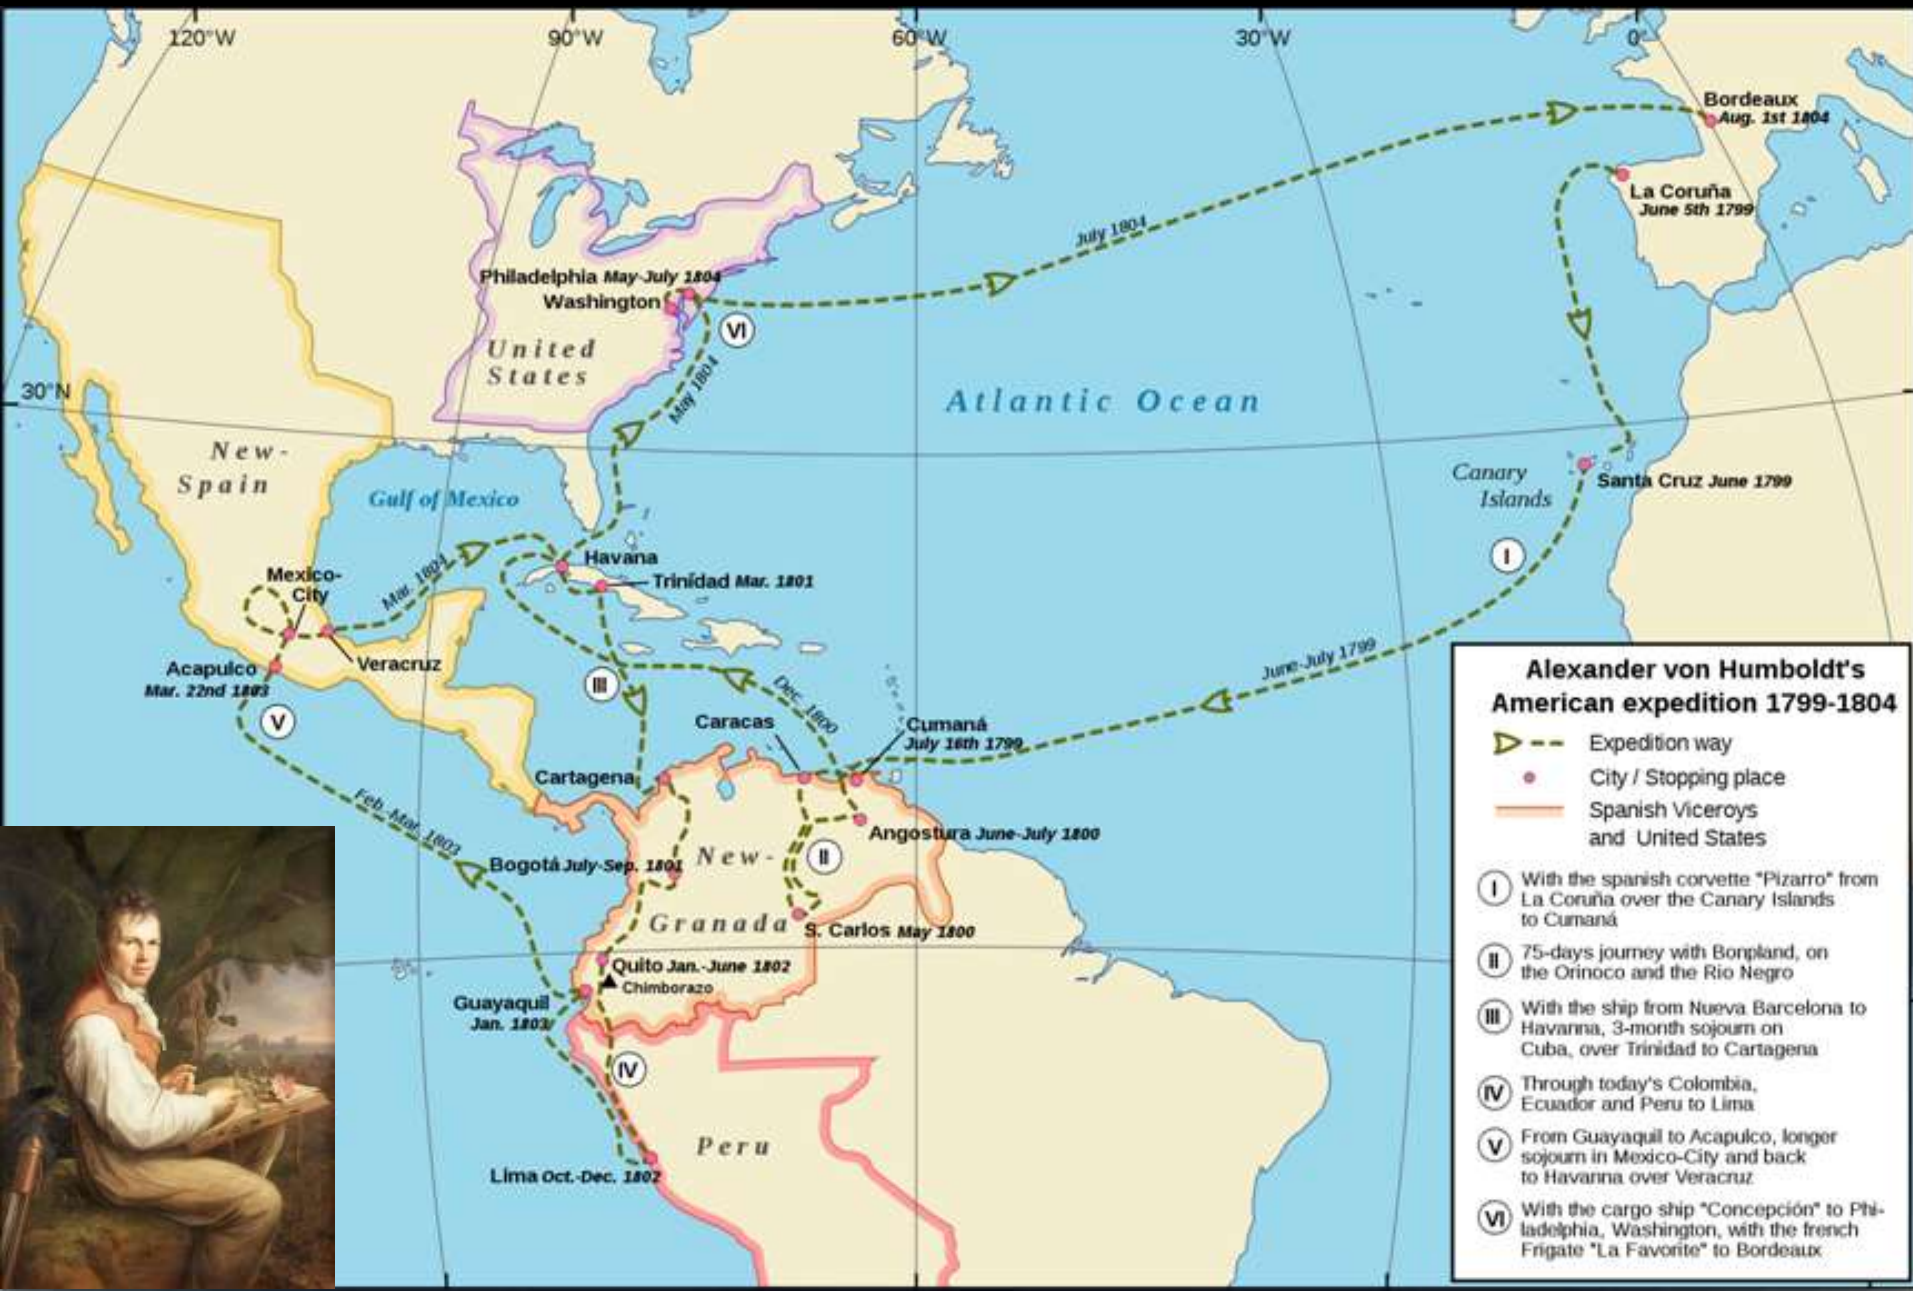 120°W
90°W
60°W
30°W
0°
Bordeaux
Aug. 1st 1804
La Coruña
June 5th 1799
July 1804
Philadelphia May-July 1804
Washington
VI
United
States
May 1804
30°N
Atlantic Ocean
New-
Spain
Gulf of Mexico
Canary
Islands
Santa Cruz June 1799
I
Havana
Trinídad Mar. 1801
Mar. 1804
Mexico-
City
Veracruz
Acapulco
Mar. 22nd 1803
V
III
Dec. 1800
June-July 1799
Caracas
Cumaná
July 16th 1799
Cartagena
Feb.-Mar. 1803
Angostura June-July 1800
Bogotá July-Sep. 1801
New-
II
Granada
S. Carlos May 1800
Quito Jan.-June 1802
Chimborazo
Guayaquil
Jan. 1803
IV
Peru
Lima Oct.-Dec. 1802
Alexander von Humboldt's
American expedition 1799-1804
Expedition way
City / Stopping place
Spanish Viceroys
and United States
I
With the spanish corvette "Pizarro" from
La Coruña over the Canary Islands
to Cumaná
II
75-days journey with Bonpland, on
the Orinoco and the Rio Negro
III
With the ship from Nueva Barcelona to
Havanna, 3-month sojourn on
Cuba, over Trinidad to Cartagena
IV
Through today's Colombia,
Ecuador and Peru to Lima
V
From Guayaquil to Acapulco, longer
sojourn in Mexico-City and back
to Havanna over Veracruz
VI
With the cargo ship "Concepción" to Phi-
ladelphia, Washington, with the french
Frigate "La Favorite" to Bordeaux